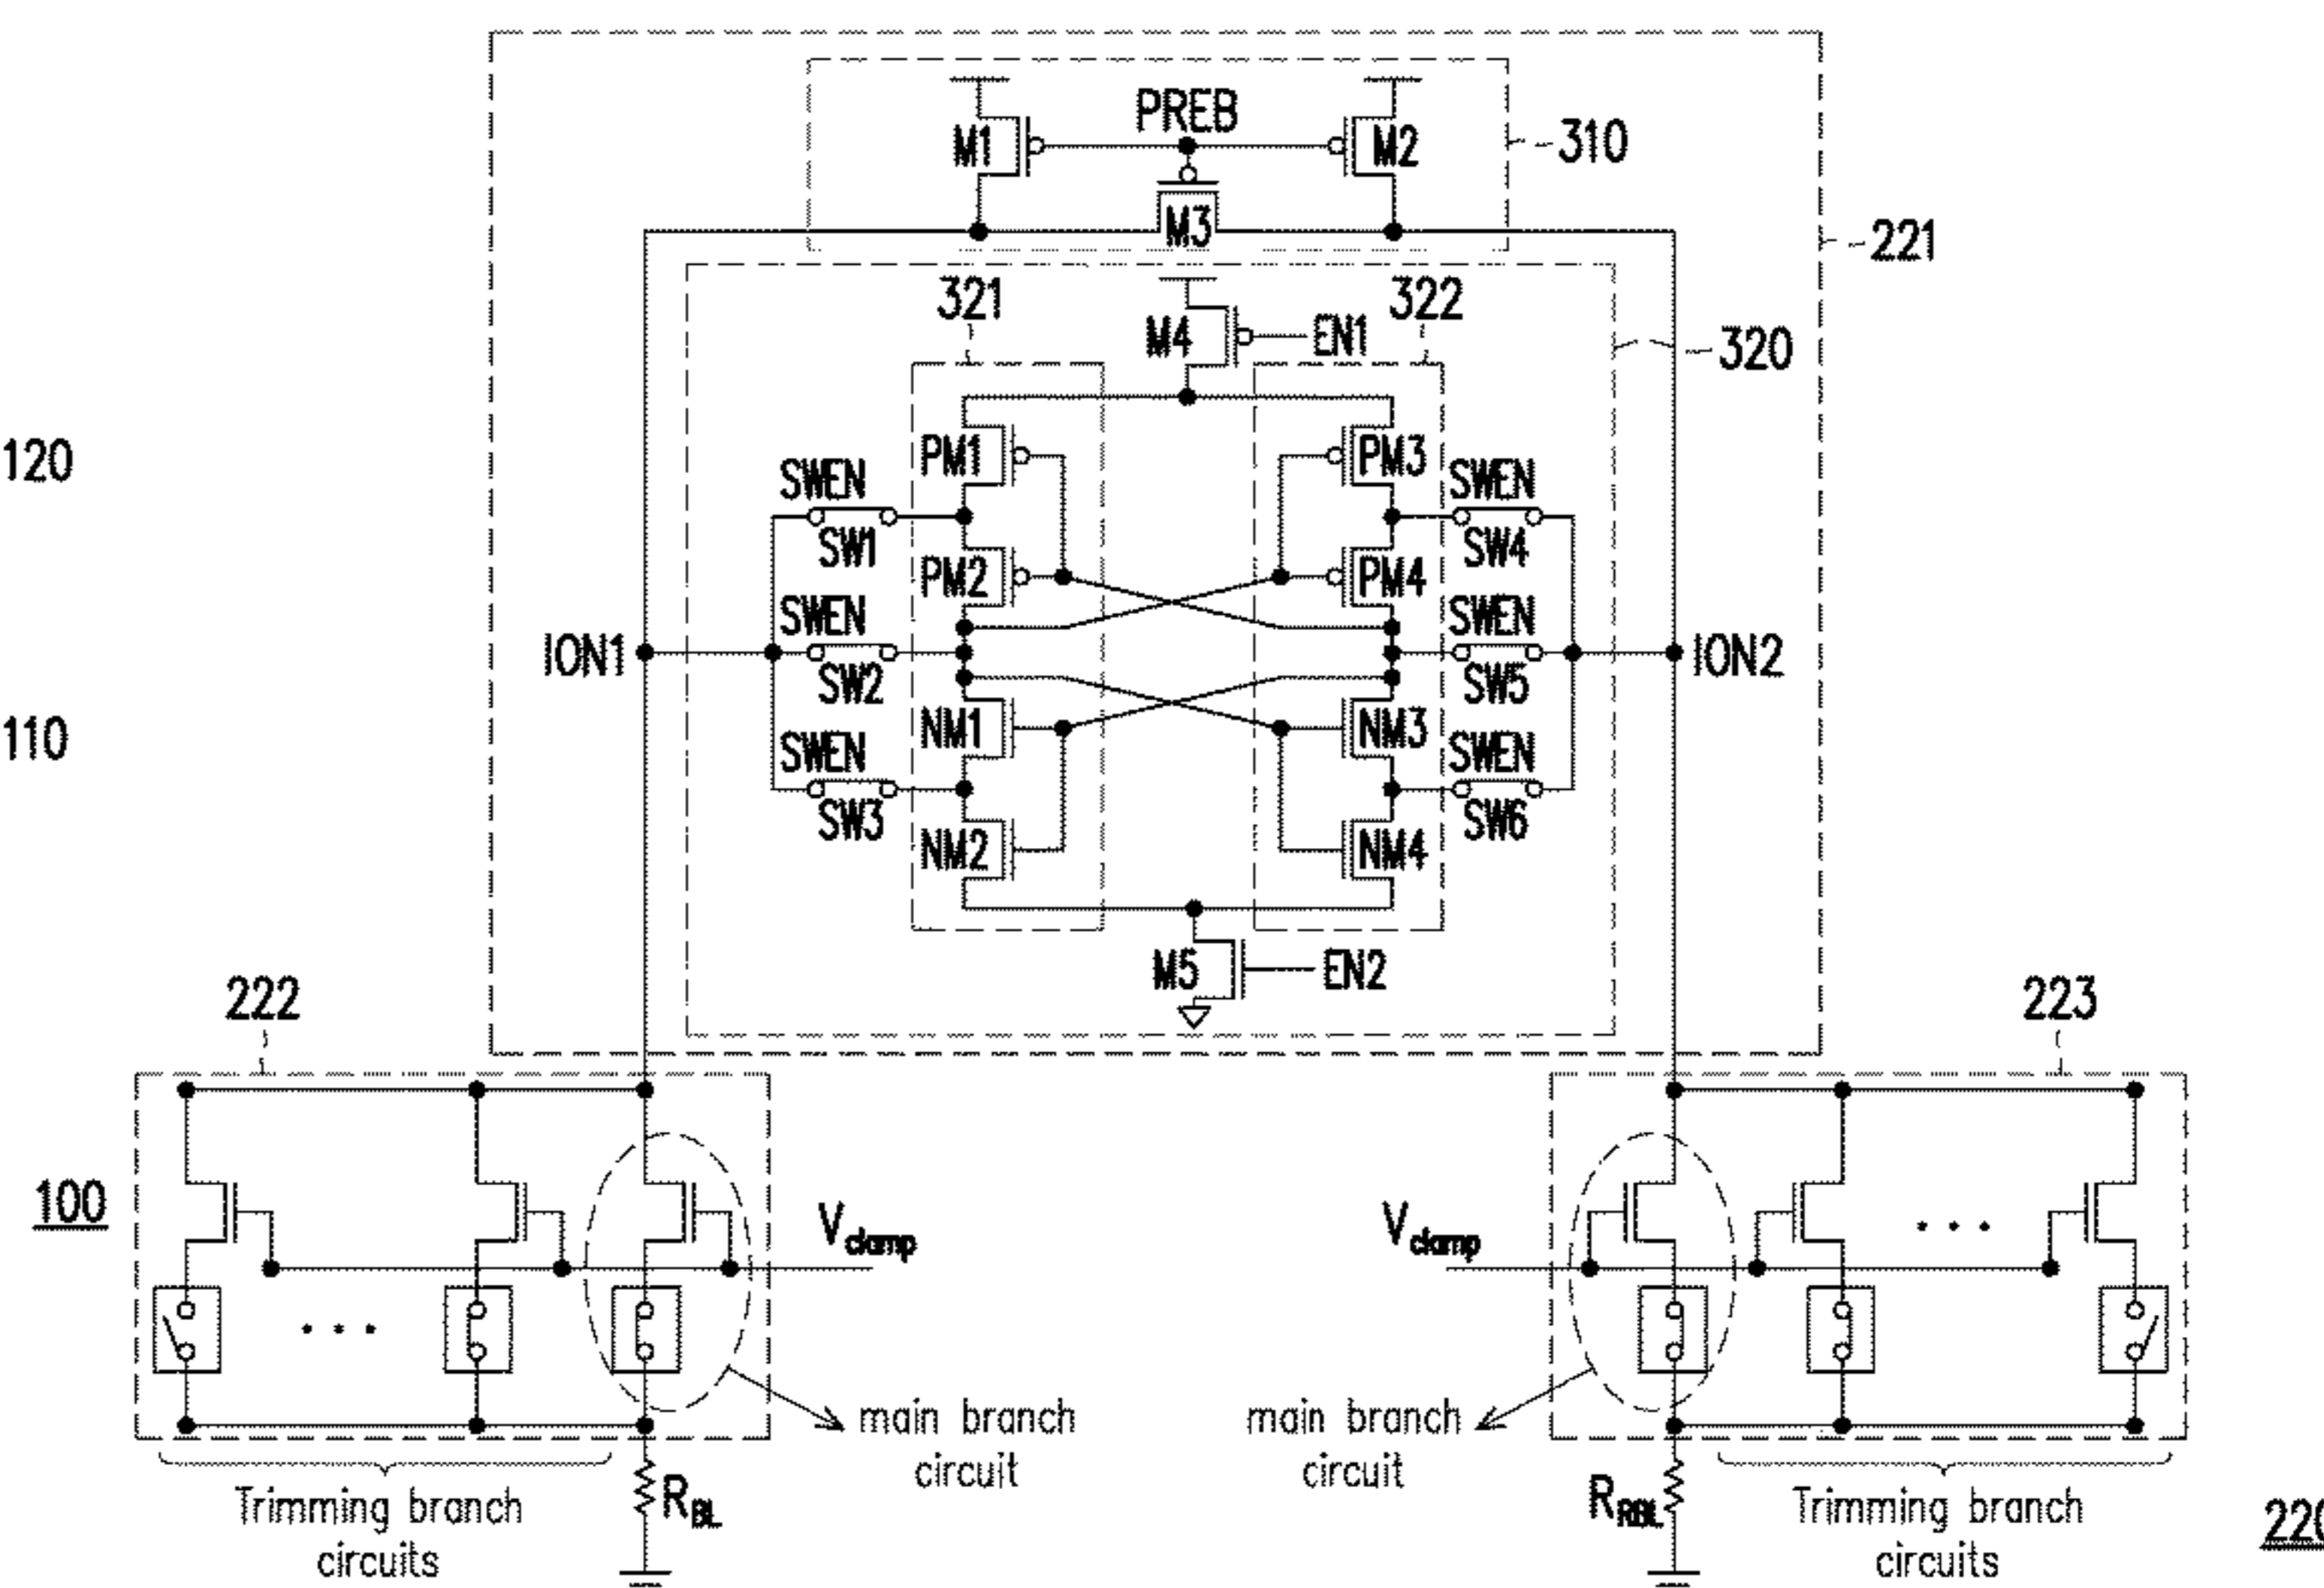 PREB
M1
M2
310
M3
221
321
322
M4
EN1
320
120
PM1
PM3
SWEN
SWEN
SW1
SW4
PM2
PM4
SWEN
SWEN
ION1
ION2
SW2
SW5
110
NM1
NM3
SWEN
SWEN
SW3
SW6
NM2
NM4
M5
EN2
222
223
100
Vclamp
Vclamp
main branch
circuit
main branch
circuit
RBL
RRBL
Trimming branch
circuits
Trimming branch
circuits
220